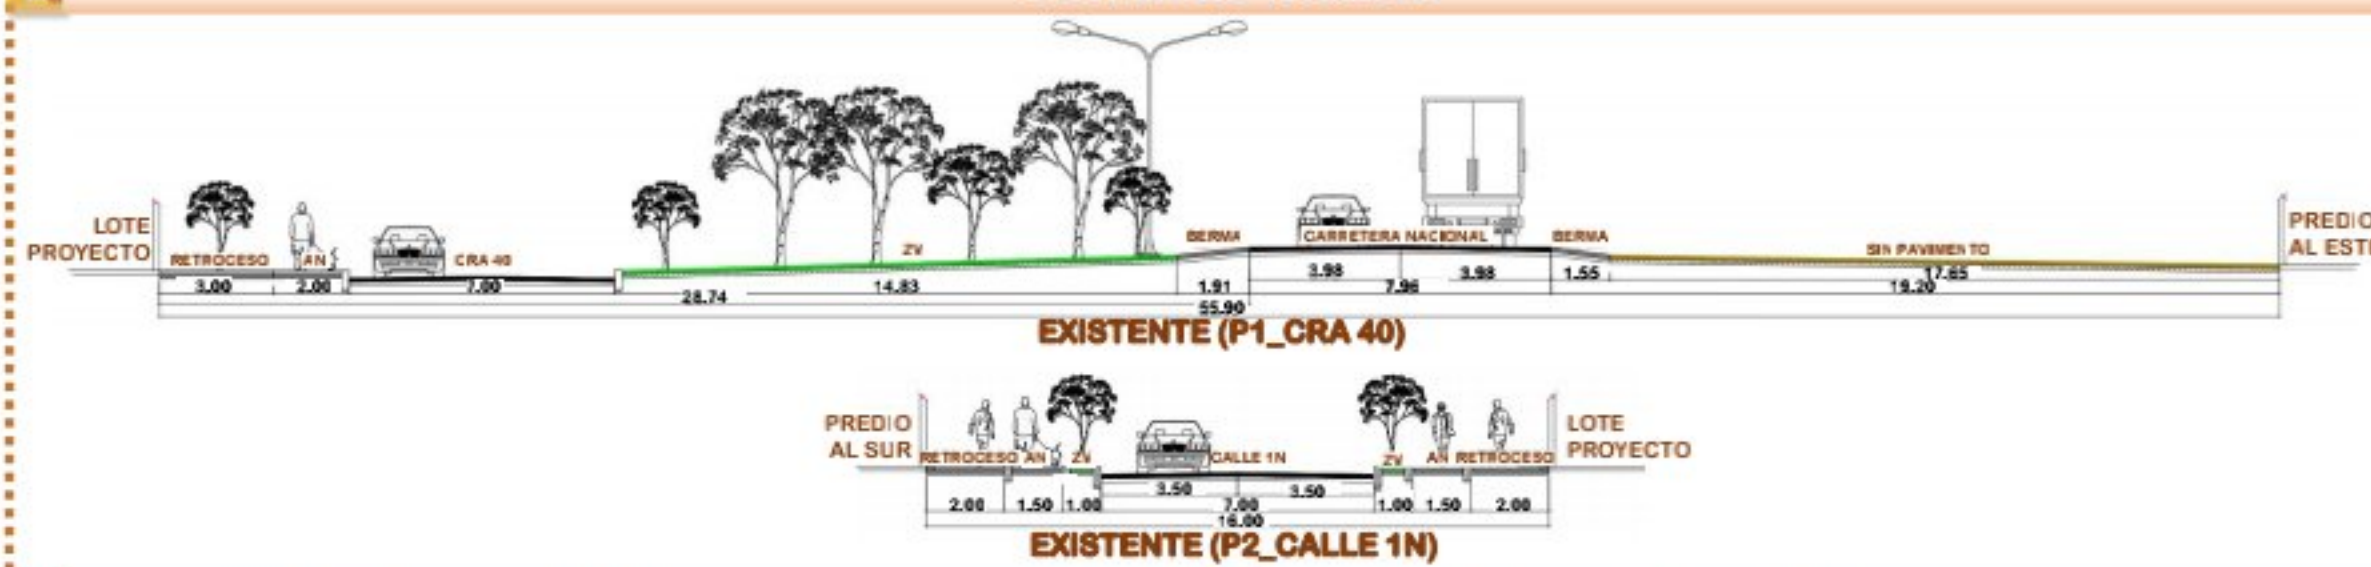 LOTE
PROYECTO
RETROCESO AN CRA 40 ZV BERMA CARRETERA NACIONAL BERMA SIN PAVIMENTO
PREDIO
AL ESTE
3.00 2.00 7.00 14.83 1.91 3.98 3.98 1.55 17.65
28.74 7.96 19.20
55.90
EXISTENTE (P1_CRA 40)
PREDIO
AL SUR
RETROCESO AN ZV CALLE 1N ZV AN RETROCESO
LOTE
PROYECTO
3.50 3.50
2.00 1.50 1.00 7.00 1.00 1.50 2.00
16.00
EXISTENTE (P2_CALLE 1N)